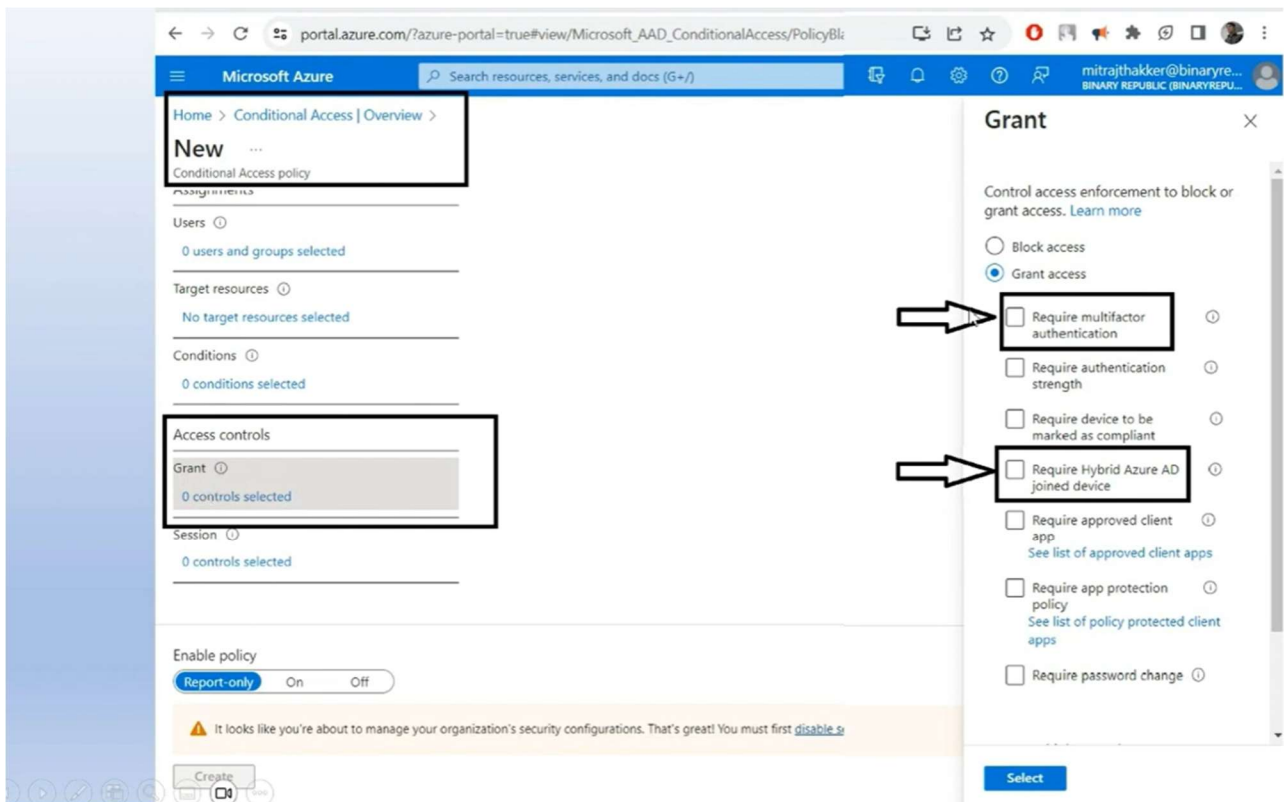 portal.azure.com/?azure-portal=true#view/Microsoft_AAD_ConditionalAccess/PolicyBla
Microsoft Azure
Search resources, services, and docs (G+/)
mitrajthakker@binaryre...
BINARY REPUBLIC (BINARYREPU...
Home > Conditional Access | Overview >
New ...
Conditional Access policy
Assignments
Users
0 users and groups selected
Target resources
No target resources selected
Conditions
0 conditions selected
Access controls
Grant
0 controls selected
Session
0 controls selected
Enable policy
Report-only On Off
It looks like you're about to manage your organization's security configurations. That's great! You must first disable se
Create
Grant
Control access enforcement to block or
grant access. Learn more
Block access
Grant access
Require multifactor
authentication
Require authentication
strength
Require device to be
marked as compliant
Require Hybrid Azure AD
joined device
Require approved client
app
See list of approved client apps
Require app protection
policy
See list of policy protected client
apps
Require password change
Select